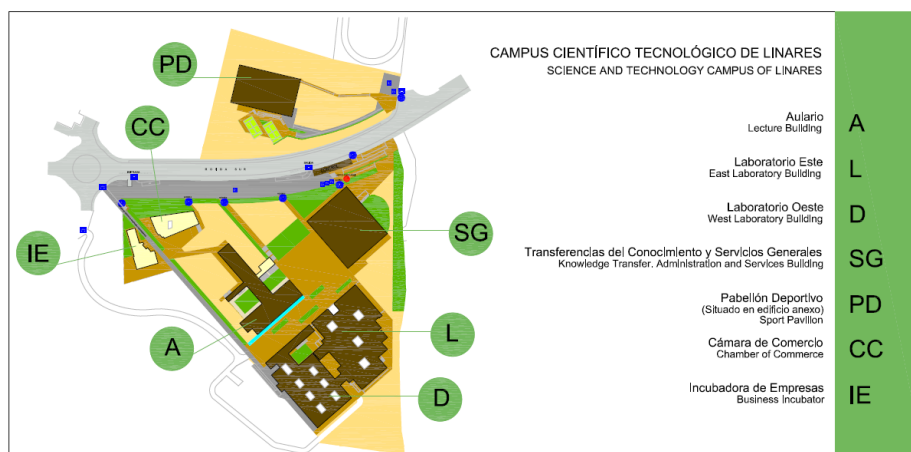 CAMPUS CIENTÍFICO TECNOLÓGICO DE LINARES
SCIENCE AND TECHNOLOGY CAMPUS OF LINARES
Aulario
Lecture Building
A
Laboratorio Este
East Laboratory Building
L
Laboratorio Oeste
West Laboratory Building
D
Transferencias del Conocimiento y Servicios Generales
Knowledge Transfer. Administration and Services Building
SG
Pabellón Deportivo
(Situado en edificio anexo)
Sport Pavilion
PD
Cámara de Comercio
Chamber of Commerce
CC
Incubadora de Empresas
Business Incubator
IE
PD
CC
SG
IE
L
A
D